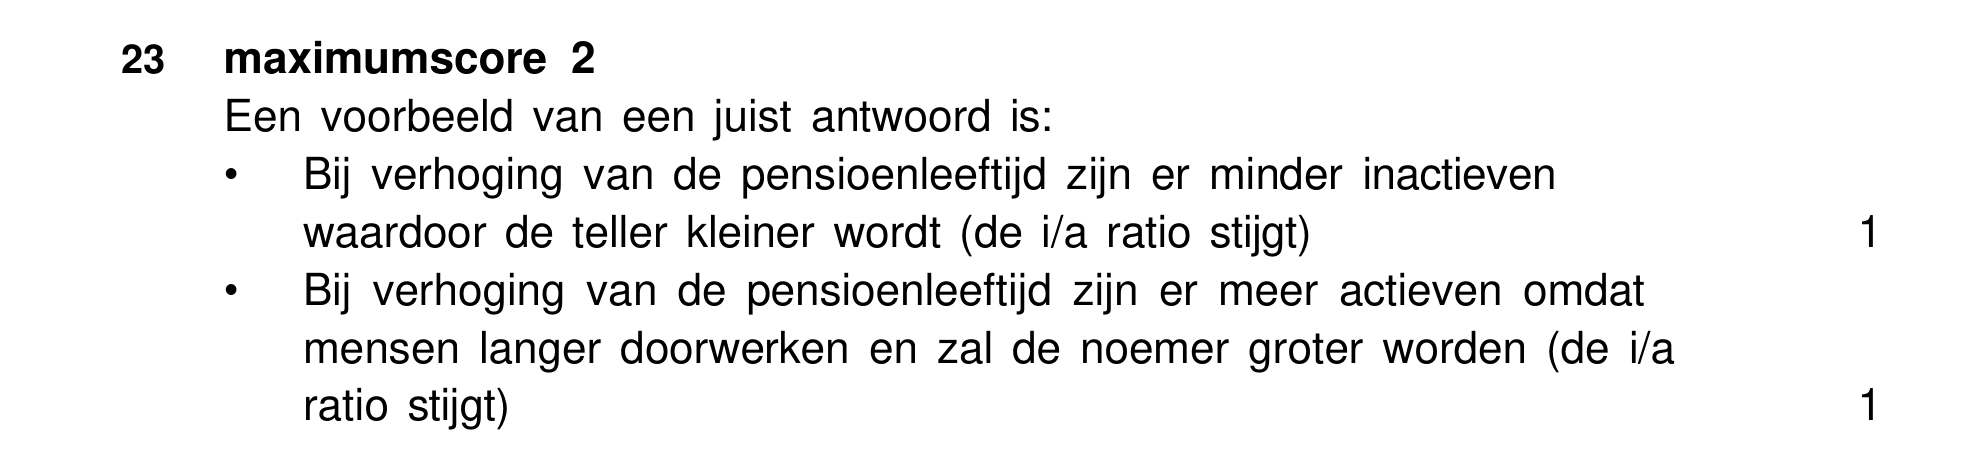 23 maximumscore 2
Een voorbeeld van een juist antwoord is:
• Bij verhoging van de pensioenleeftijd zijn er minder inactieven
waardoor de teller kleiner wordt (de i/a ratio stijgt) 1
• Bij verhoging van de pensioenleeftijd zijn er meer actieven omdat
mensen langer doorwerken en zal de noemer groter worden (de i/a
ratio stijgt) 1